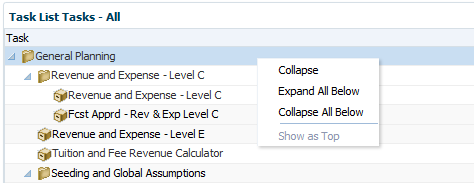 Task List Tasks - All
Task
General Planning
Revenue and Expense - Level C
Revenue and Expense - Level C
Fcst Apprd - Rev & Exp Level C
Revenue and Expense - Level E
Tuition and Fee Revenue Calculator
Seeding and Global Assumptions
Collapse
Expand All Below
Collapse All Below
Show as Top